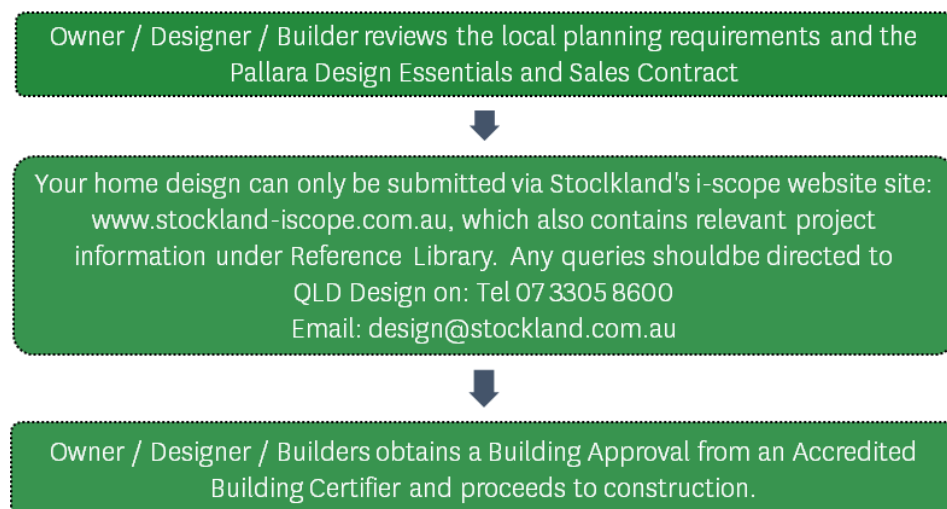 Owner / Designer / Builder reviews the local planning requirements and the
Pallara Design Essentials and Sales Contract
Your home deisgn can only be submitted via Stoclkland's i-scope website site:
www.stockland-iscope.com.au, which also contains relevant project
information under Reference Library. Any queries shouldbe directed to
QLD Design on: Tel 07 3305 8600
Email: design@stockland.com.au
Owner / Designer / Builders obtains a Building Approval from an Accredited
Building Certifier and proceeds to construction.